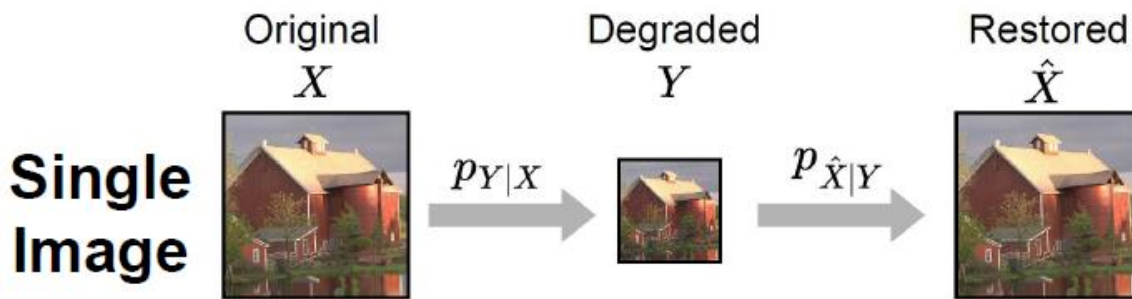 Original
Degraded
Restored
X
Y
X̂
Single
Image
p_{Y|X}
p_{X̂|Y}